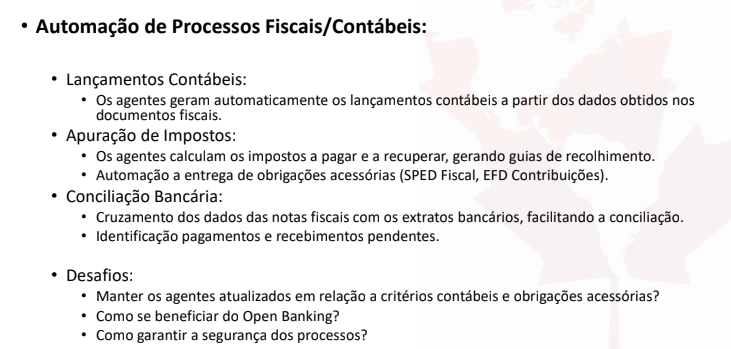 • Automação de Processos Fiscais/Contábeis:
• Lançamentos Contábeis:
• Os agentes geram automaticamente os lançamentos contábeis a partir dos dados obtidos nos
documentos fiscais.
• Apuração de Impostos:
• Os agentes calculam os impostos a pagar e a recuperar, gerando guias de recolhimento.
• Automação a entrega de obrigações acessórias (SPED Fiscal, EFD Contribuições).
• Conciliação Bancária:
• Cruzamento dos dados das notas fiscais com os extratos bancários, facilitando a conciliação.
• Identificação pagamentos e recebimentos pendentes.
• Desafios:
• Manter os agentes atualizados em relação a critérios contábeis e obrigações acessórias?
• Como se beneficiar do Open Banking?
• Como garantir a segurança dos processos?